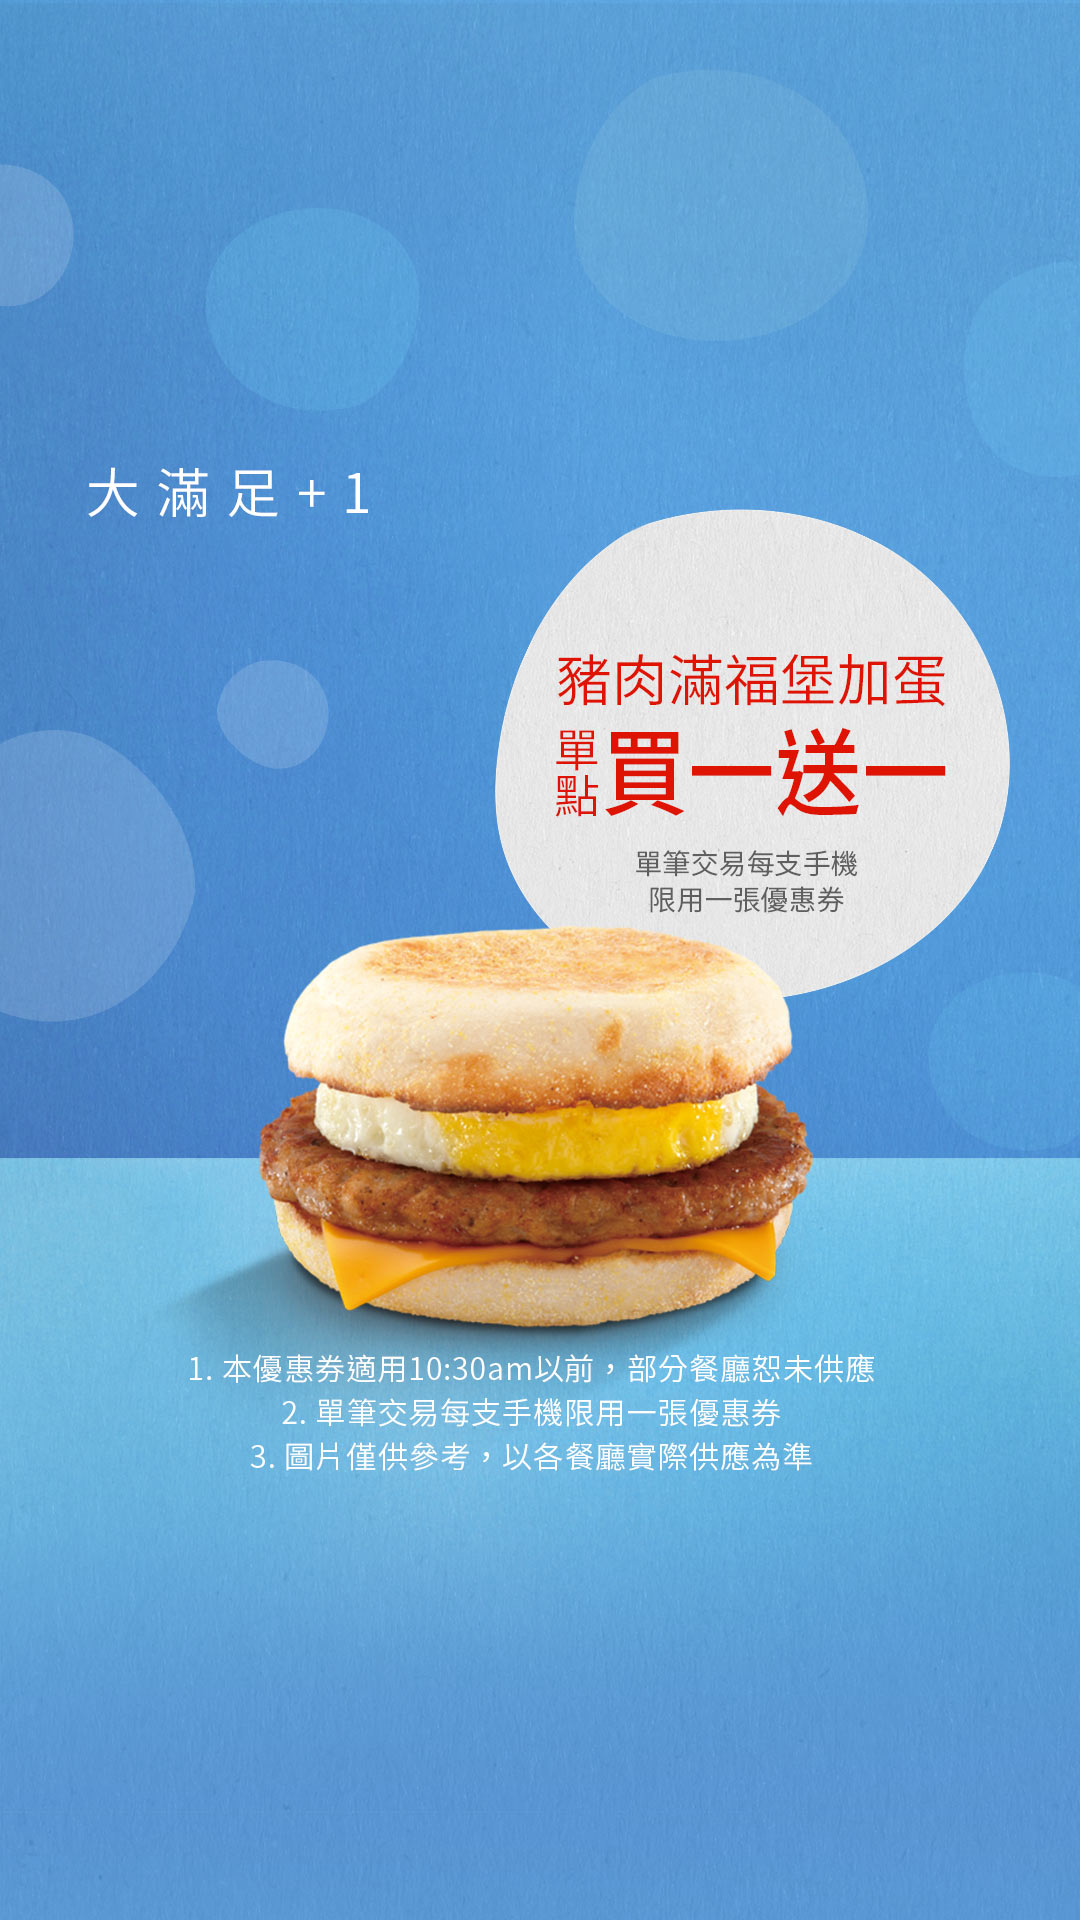 大滿足+1
豬肉滿福堡加蛋
單點買一送一
單筆交易每支手機
限用一張優惠券
1. 本優惠券適用10:30am以前，部分餐廳恕未供應
2. 單筆交易每支手機限用一張優惠券
3. 圖片僅供參考，以各餐廳實際供應為準